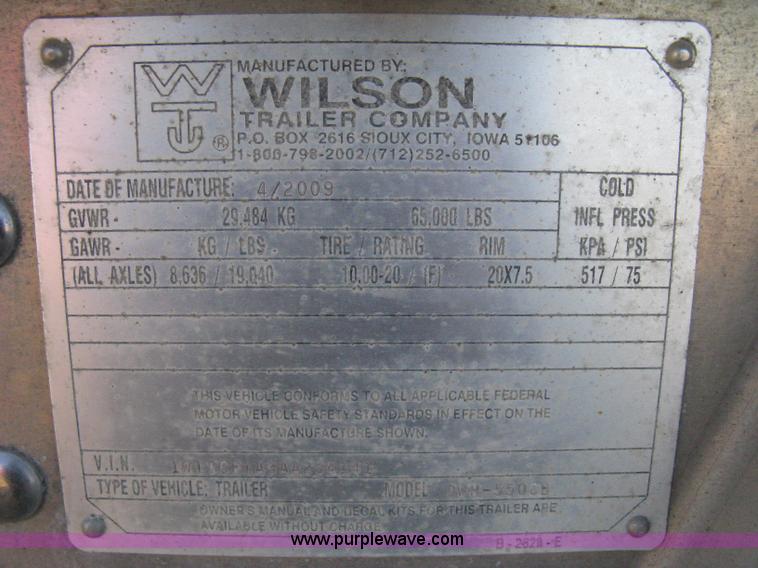 MANUFACTURED BY:
WILSON
TRAILER COMPANY
P.O. BOX 2616 SIOUX CITY, IOWA 51106
1-800-798-2002/(712)252-6500
WT ®
DATE OF MANUFACTURE: 4/2009 COLD
GVWR - 29,484 KG 65,000 LBS INFL PRESS
GAWR - KG / LBS TIRE / RATING RIM KPA / PSI
(ALL AXLES) 8,636 / 19,040 10.00-20 / (F) 20X7.5 517 / 75
THIS VEHICLE CONFORMS TO ALL APPLICABLE FEDERAL
MOTOR VEHICLE SAFETY STANDARDS IN EFFECT ON THE
DATE OF ITS MANUFACTURE SHOWN.
V.I.N.
TYPE OF VEHICLE: TRAILER MODEL
OWNER'S MANUAL AND DECAL KITS FOR THIS TRAILER ARE
AVAILABLE WITHOUT CHARGE
www.purplewave.com